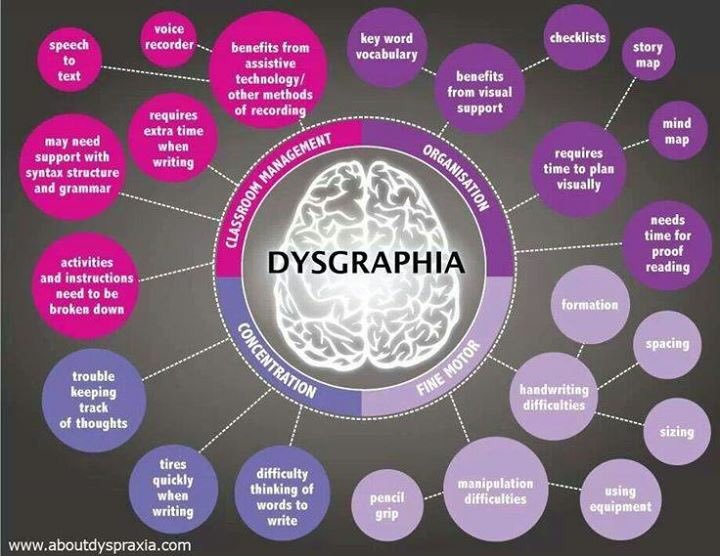 speech
to
text
voice
recorder
benefits from
assistive
technology/
other methods
of recording
requires
extra time
when
writing
may need
support with
syntax structure
and grammar
activities
and instructions
need to be
broken down
CLASSROOM MANAGEMENT
key word
vocabulary
benefits
from visual
support
checklists
story
map
mind
map
requires
time to plan
visually
needs
time for
proof
reading
ORGANISATION
DYSGRAPHIA
CONCENTRATION
trouble
keeping
track
of thoughts
tires
quickly
when
writing
difficulty
thinking of
words to
write
FINE MOTOR
formation
spacing
handwriting
difficulties
sizing
manipulation
difficulties
pencil
grip
using
equipment
www.aboutdyspraxia.com